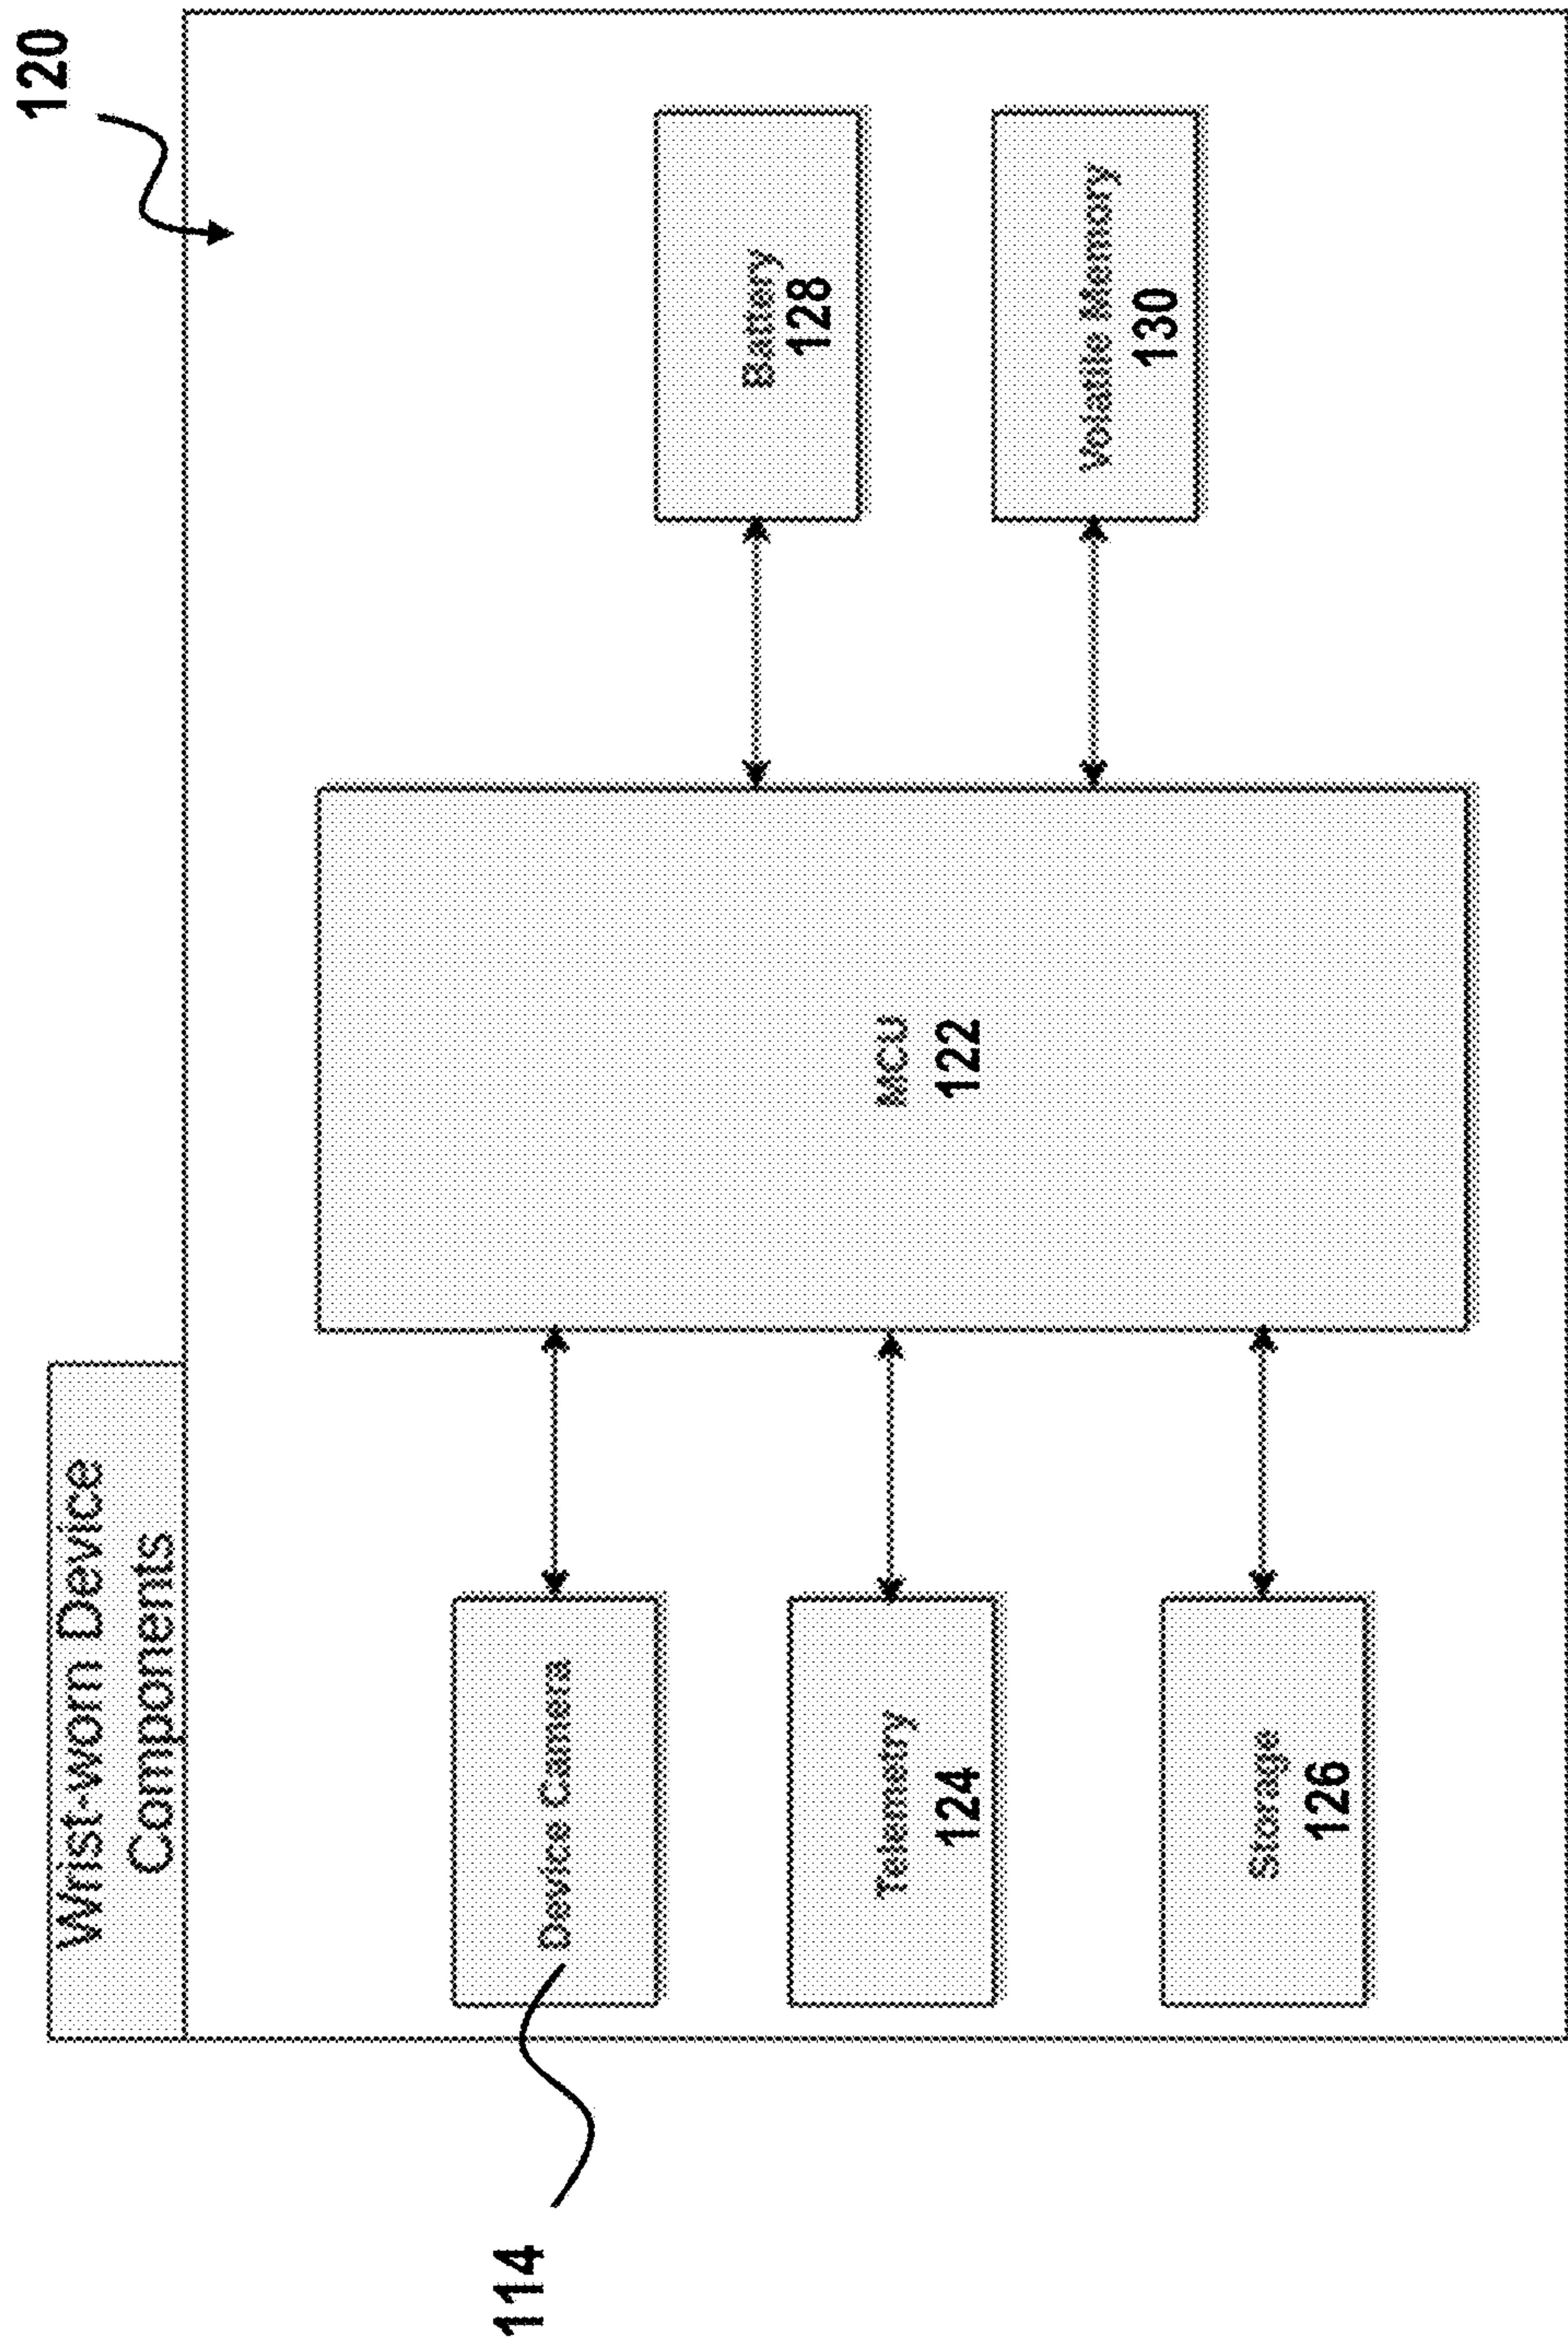 120
Wrist-worn Device
Components
114
Device Camera
Telemetry
124
Storage
126
MCU
122
Battery
128
Volatile Memory
130